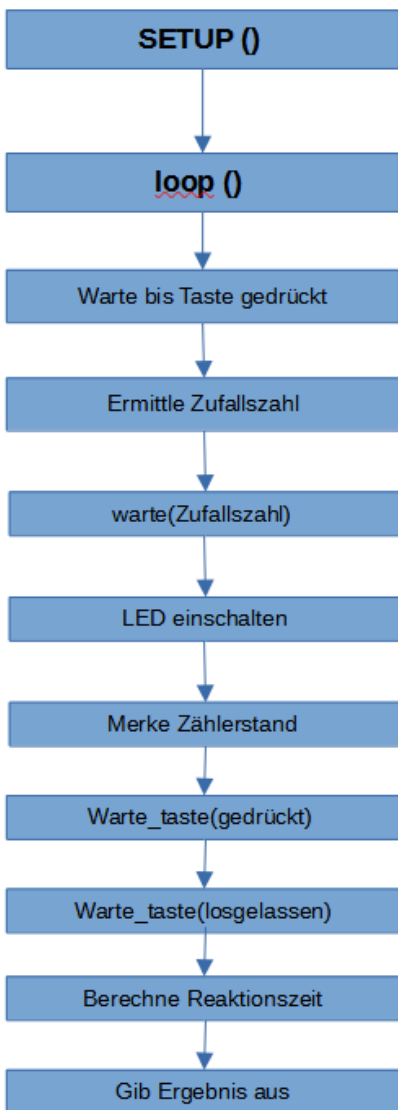 SETUP ()
loop ()
Warte bis Taste gedrückt
Ermittle Zufallszahl
warte(Zufallszahl)
LED einschalten
Merke Zählerstand
Warte_taste(gedrückt)
Warte_taste(losgelassen)
Berechne Reaktionszeit
Gib Ergebnis aus